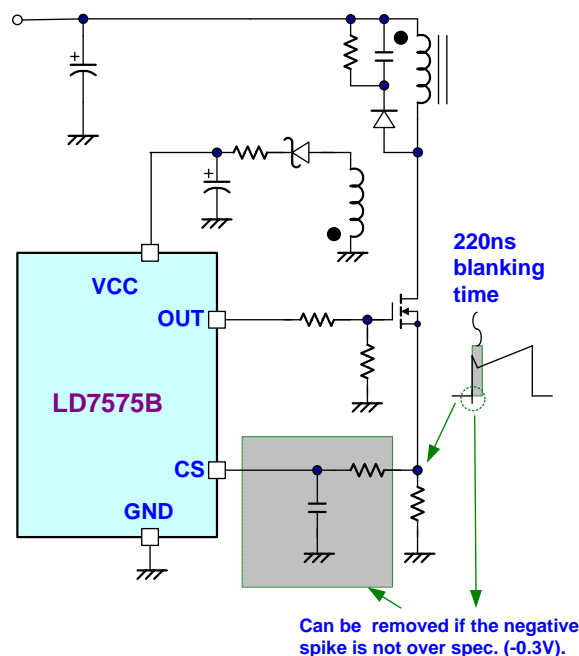 220ns
blanking
time
VCC
OUT
LD7575B
CS
GND
Can be removed if the negative
spike is not over spec. (-0.3V).
+
+